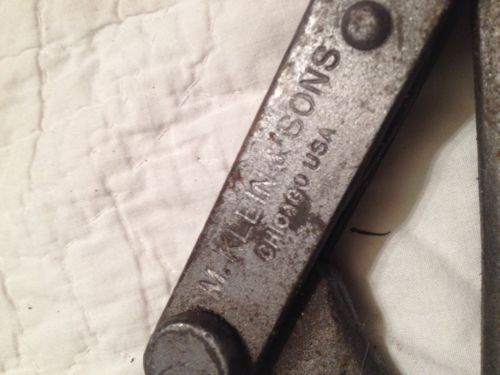 M. KLEIN & SONS
CHICAGO USA